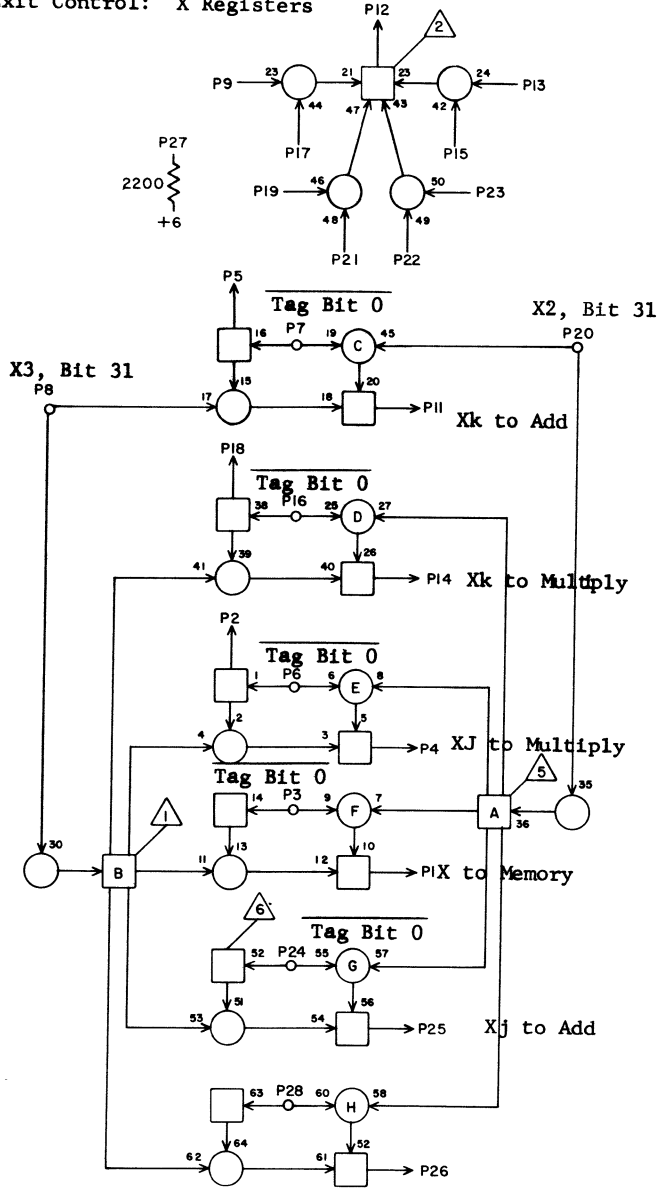 xit Control: X Registers
P12
2
P9 23 21 23 24 P13
44 47 43 42
P17 P15
P27
2200
+6
P19 46 50 P23
48 49
P21 P22
P5
Tag Bit 0
X2, Bit 31
16 P7 19 C 45 P20
X3, Bit 31
P8
15 20
17 18 P11
Xk to Add
P18
Tag Bit 0
38 P16 25 D 27
39 26
41 40 P14 Xk to Multiply
P2
Tag Bit 0
1 P6 6 E 8
2 5
4 3 P4 XJ to Multiply
Tag Bit 0
5
14 P3 9 F 7 A 36 35
1
13 10
30 B 11 12 P1 X to Memory
6
Tag Bit 0
52 P24 55 G 57
51 56
53 54 P25 Xj to Add
63 P28 60 H 58
64 52
62 61 P26